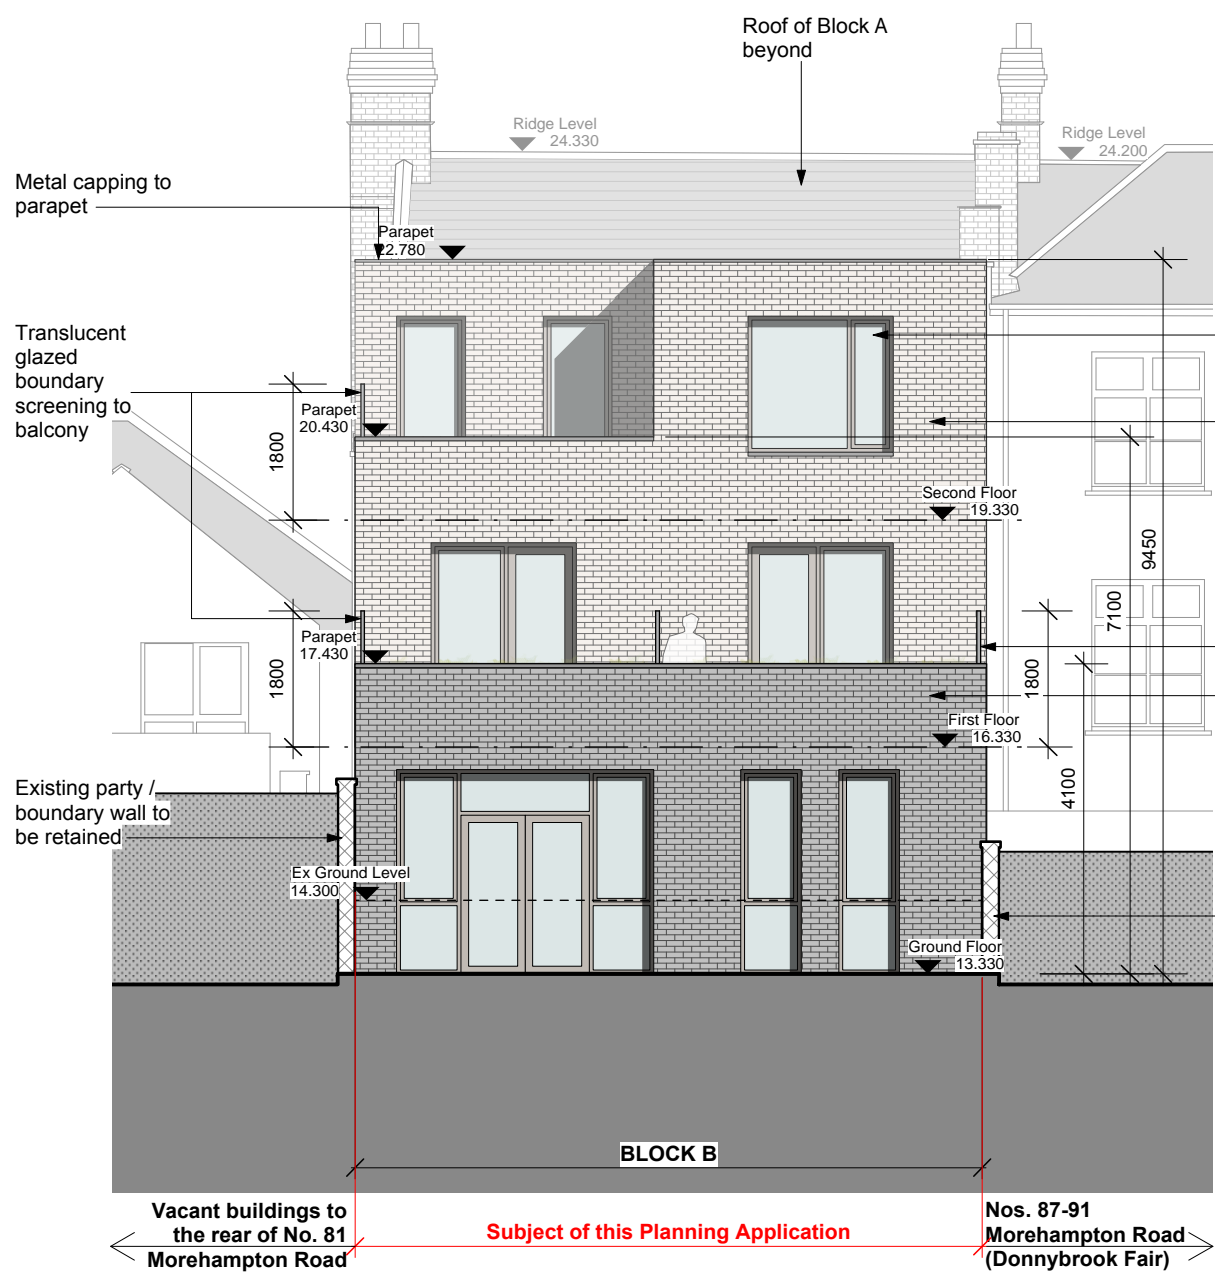 Roof of Block A
beyond
Ridge Level
24.330
Ridge Level
24.200
Metal capping to
parapet
Parapet
22.780
Translucent
glazed
boundary
screening to
balcony
Parapet
20.430
1800
Second Floor
19.330
9450
7100
Parapet
17.430
1800
1800
First Floor
16.330
4100
Existing party /
boundary wall to
be retained
Ex Ground Level
14.300
Ground Floor
13.330
BLOCK B
Vacant buildings to
the rear of No. 81
Morehampton Road
Subject of this Planning Application
Nos. 87-91
Morehampton Road
(Donnybrook Fair)